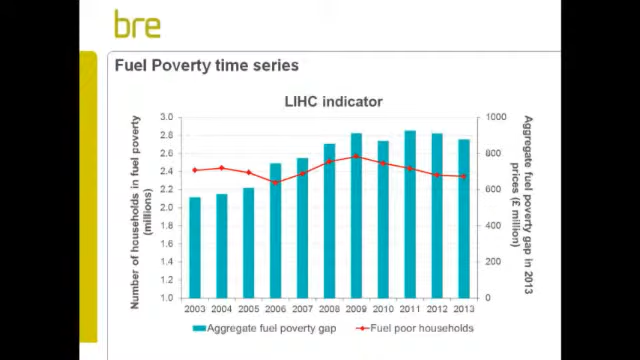 bre
Fuel Poverty time series
LIHC indicator
Number of households in fuel poverty
(millions)
3.0
2.8
2.6
2.4
2.2
2.0
1.8
1.6
1.4
1.2
1.0
1000
800
600
400
200
0
Aggregate fuel poverty gap in 2013
prices (£ million)
2003 2004 2005 2006 2007 2008 2009 2010 2011 2012 2013
Aggregate fuel poverty gap
Fuel poor households